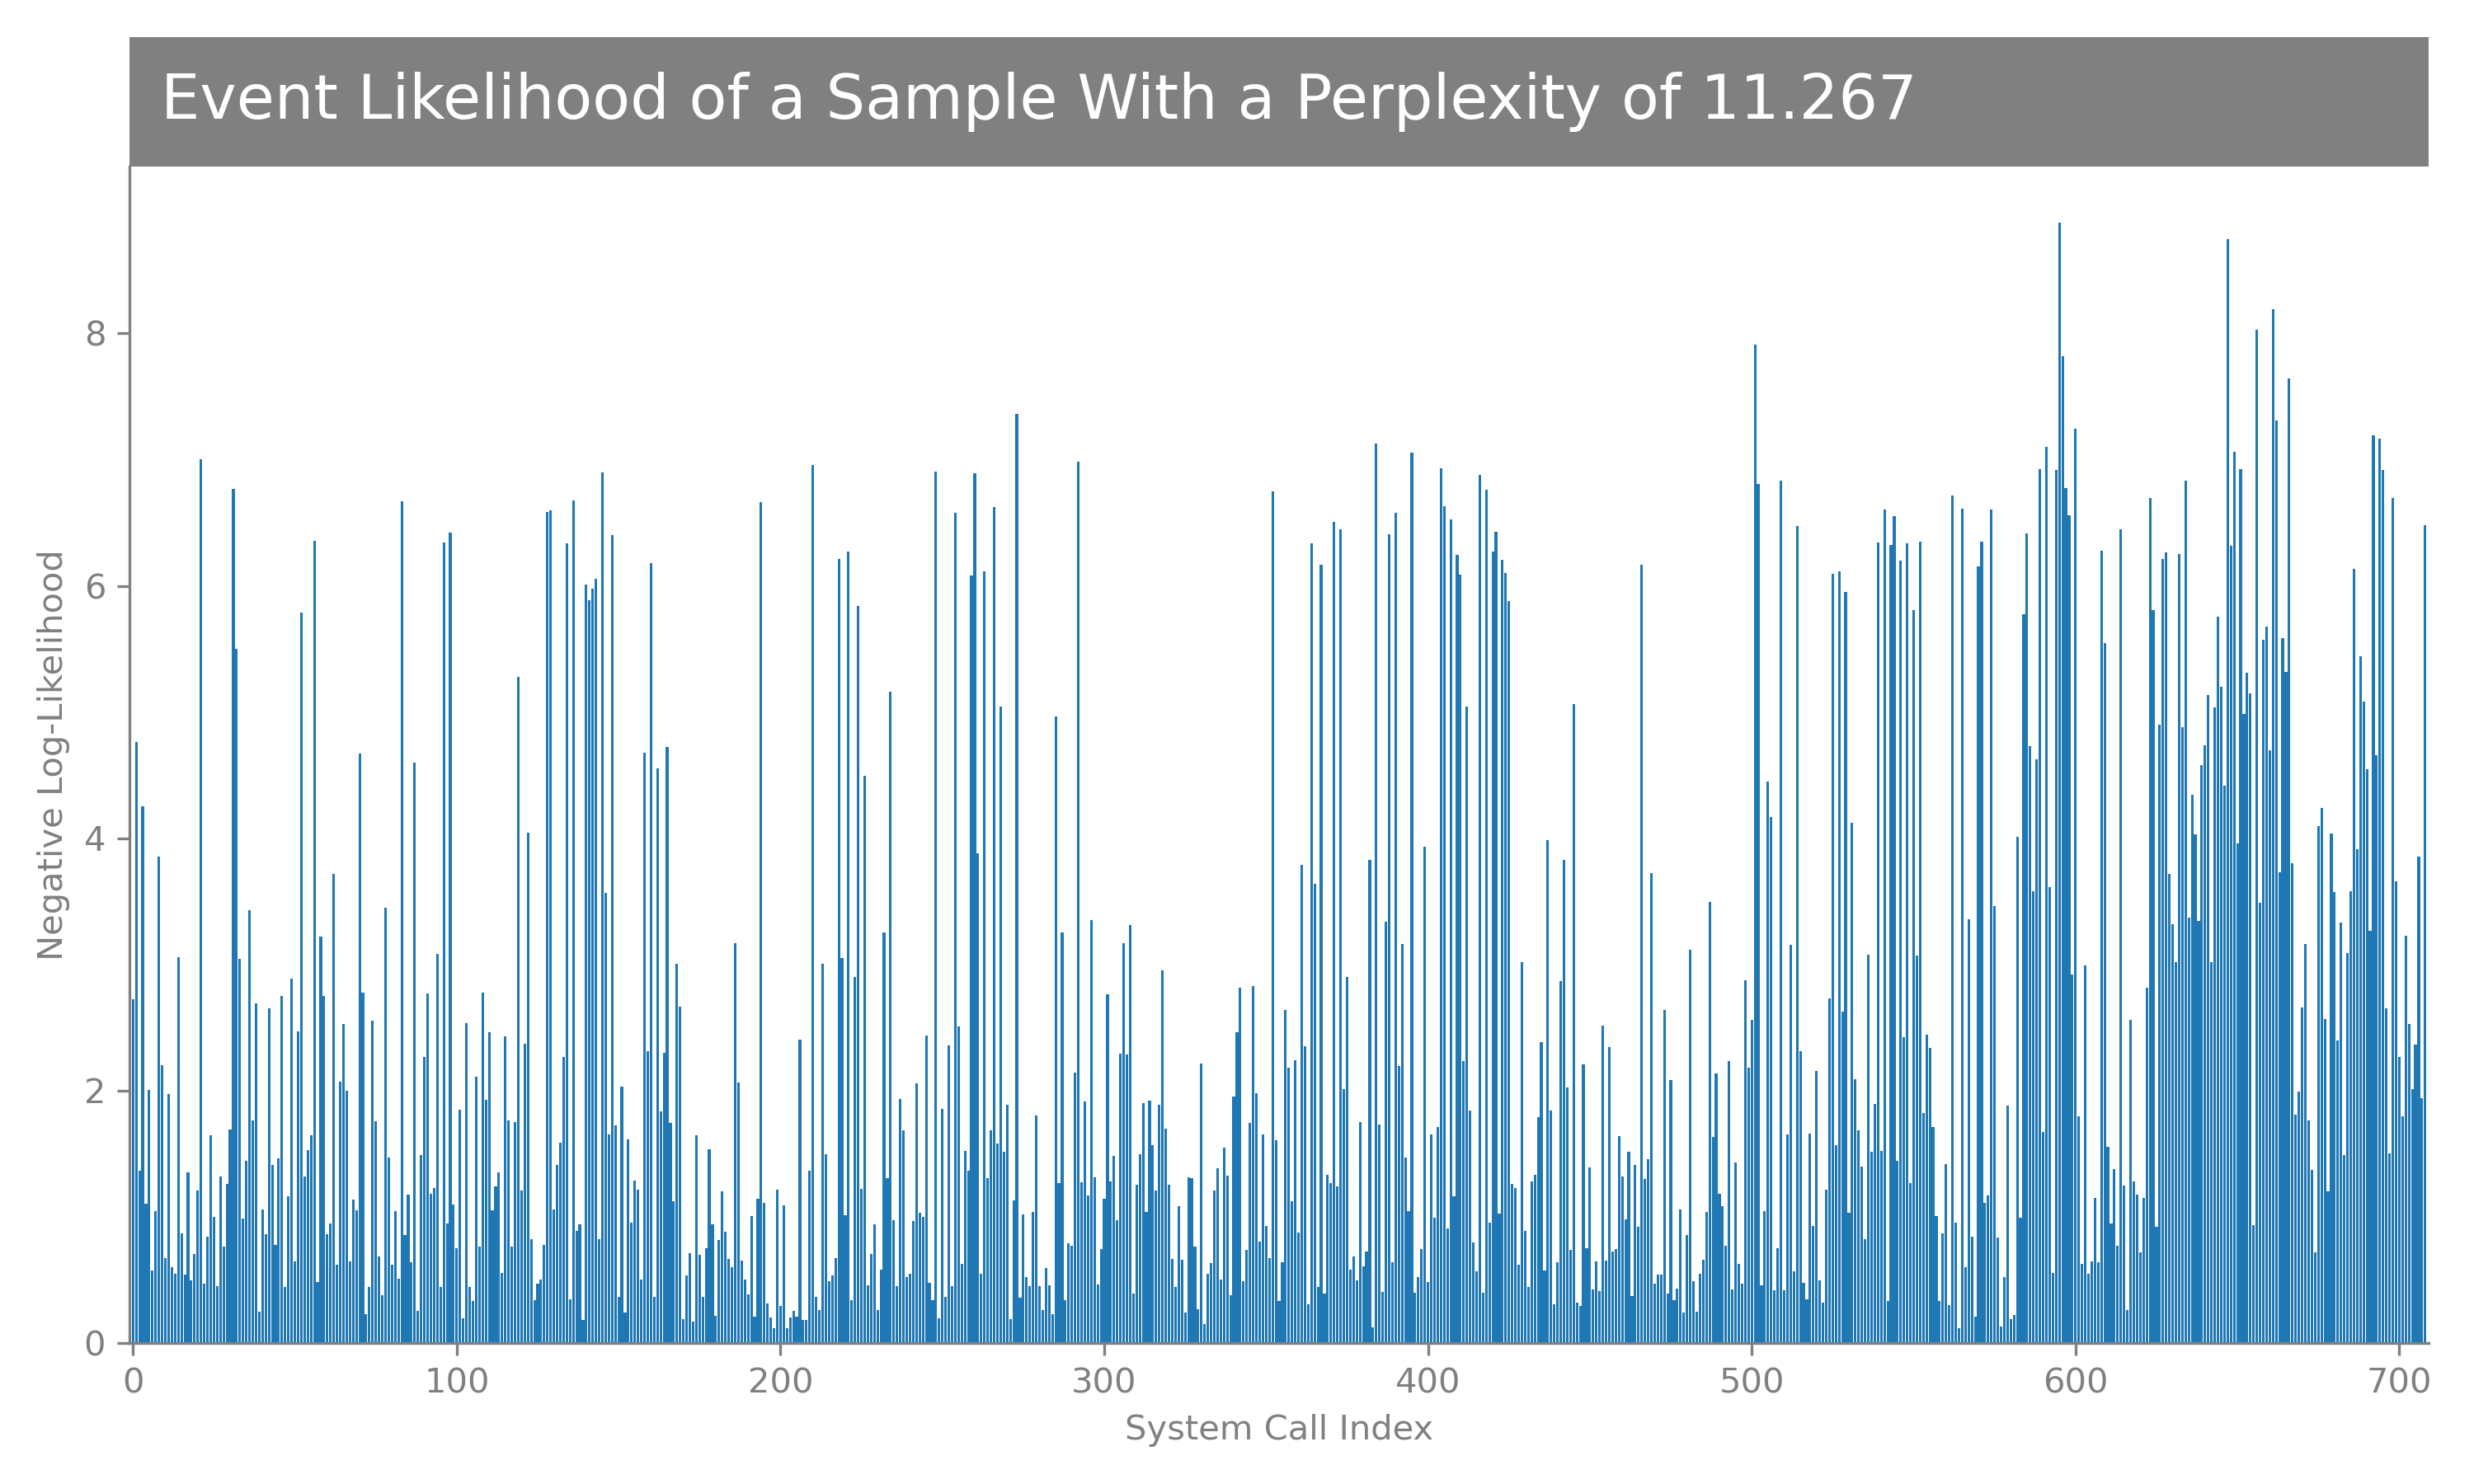 Event Likelihood of a Sample With a Perplexity of 11.267
Negative Log-Likelihood
8
6
4
2
0
0 100 200 300 400 500 600 700
System Call Index